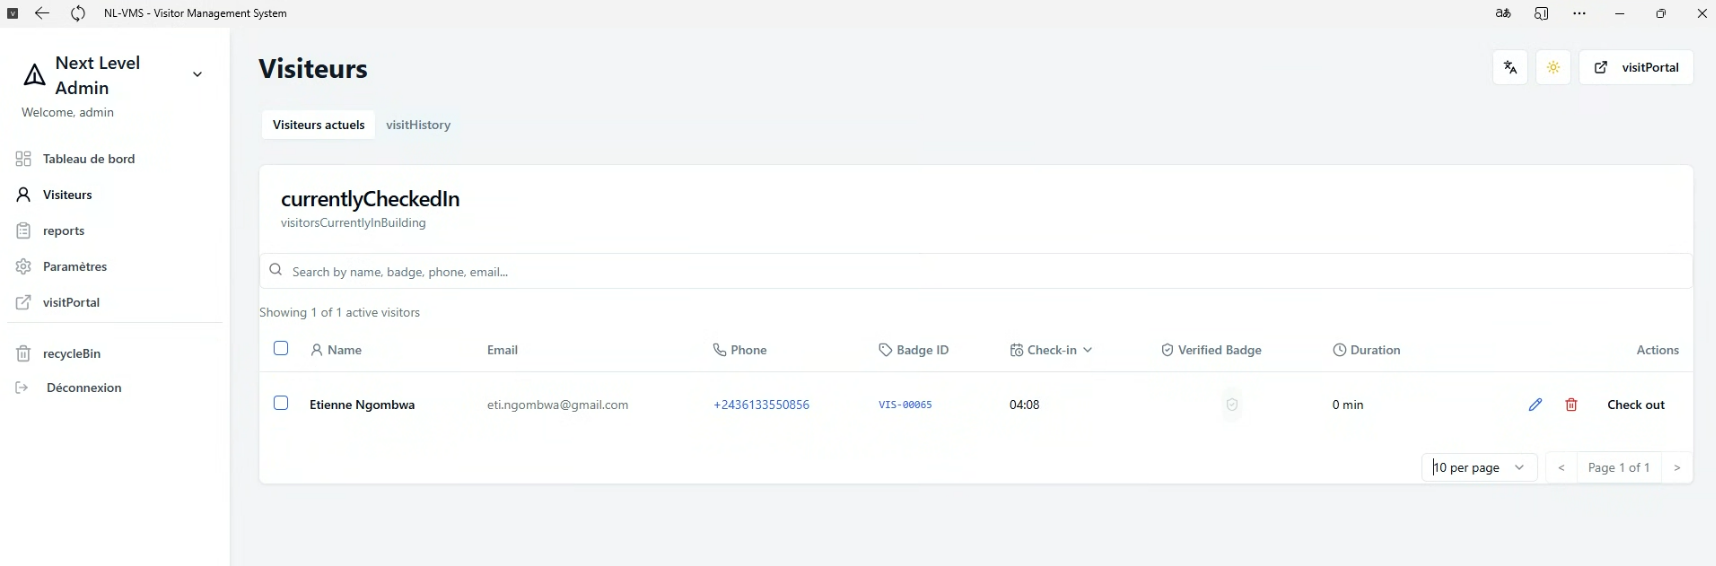 NL-VMS - Visitor Management System
Next Level
Admin
Welcome, admin
Tableau de bord
Visiteurs
reports
Paramètres
visitPortal
recycleBin
Déconnexion
Visiteurs
visitPortal
Visiteurs actuels visitHistory
currentlyCheckedIn
visitorsCurrentlyInBuilding
Search by name, badge, phone, email...
Showing 1 of 1 active visitors
Name Email Phone Badge ID Check-in Verified Badge Duration Actions
Etienne Ngombwa eti.ngombwa@gmail.com +2436133550856 VIS-00065 04:08 0 min Check out
10 per page < Page 1 of 1 >